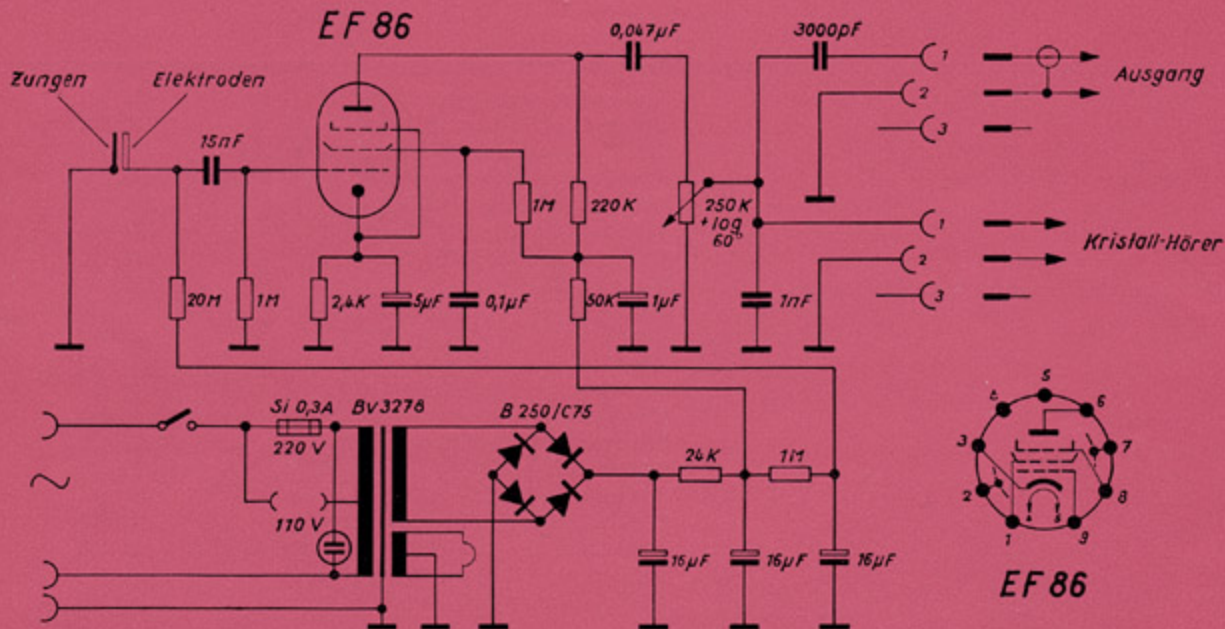 EF 86
0,047µF
3000pF
1
Ausgang
2
3
Zungen
Elektroden
15nF
1M
220K
250K
+log
60°
1
Kristall-Hörer
2
3
20M
1M
2,4K
5µF
0,1µF
50K
1µF
1nF
Si 0,3A
220 V
BV 3278
B 250/C75
24K
1M
110 V
16µF
16µF
16µF
5
6
7
8
9
1
2
3
EF 86